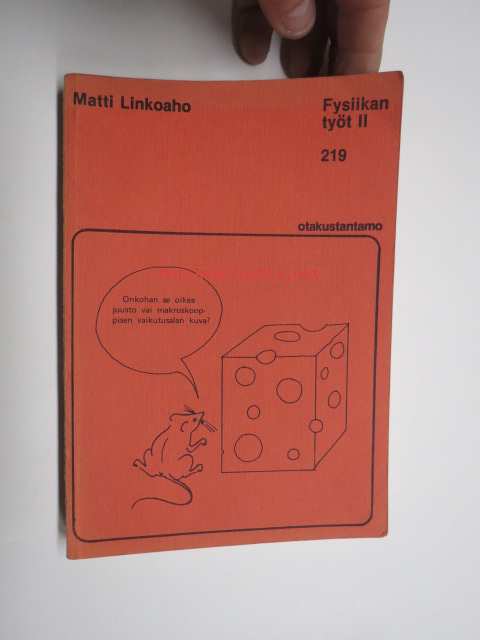 Matti Linkoaho
Fysiikan
työt II
219
otakustantamo
Onkohan se oikea
juusto vai makroskoop-
pisen vaikutusalan kuva?